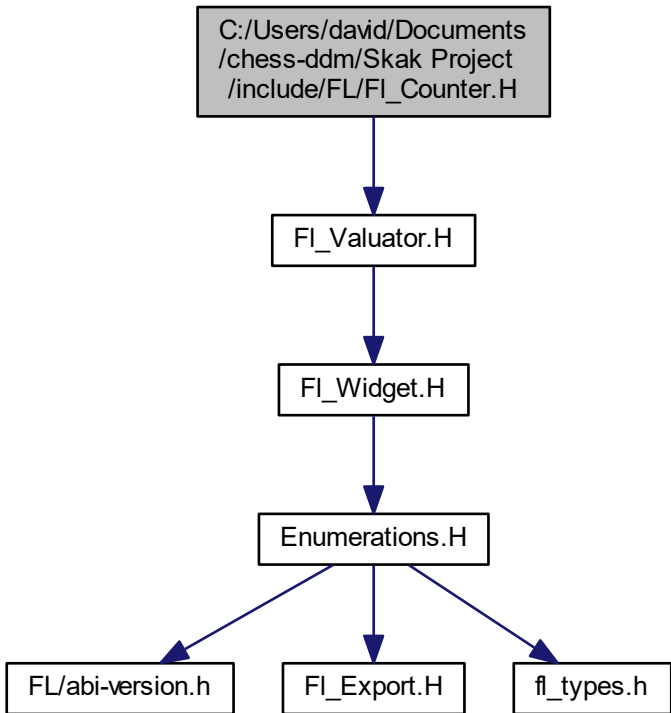 C:/Users/david/Documents
/chess-ddm/Skak Project
/include/FL/Fl_Counter.H
Fl_Valuator.H
Fl_Widget.H
Enumerations.H
FL/abi-version.h
Fl_Export.H
fl_types.h